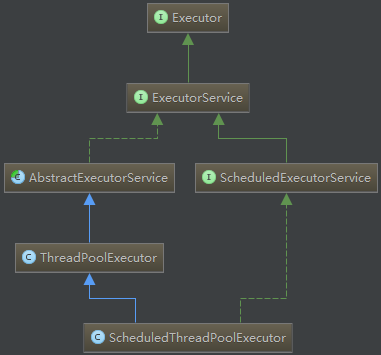 I Executor
I ExecutorService
C AbstractExecutorService
I ScheduledExecutorService
C ThreadPoolExecutor
C ScheduledThreadPoolExecutor